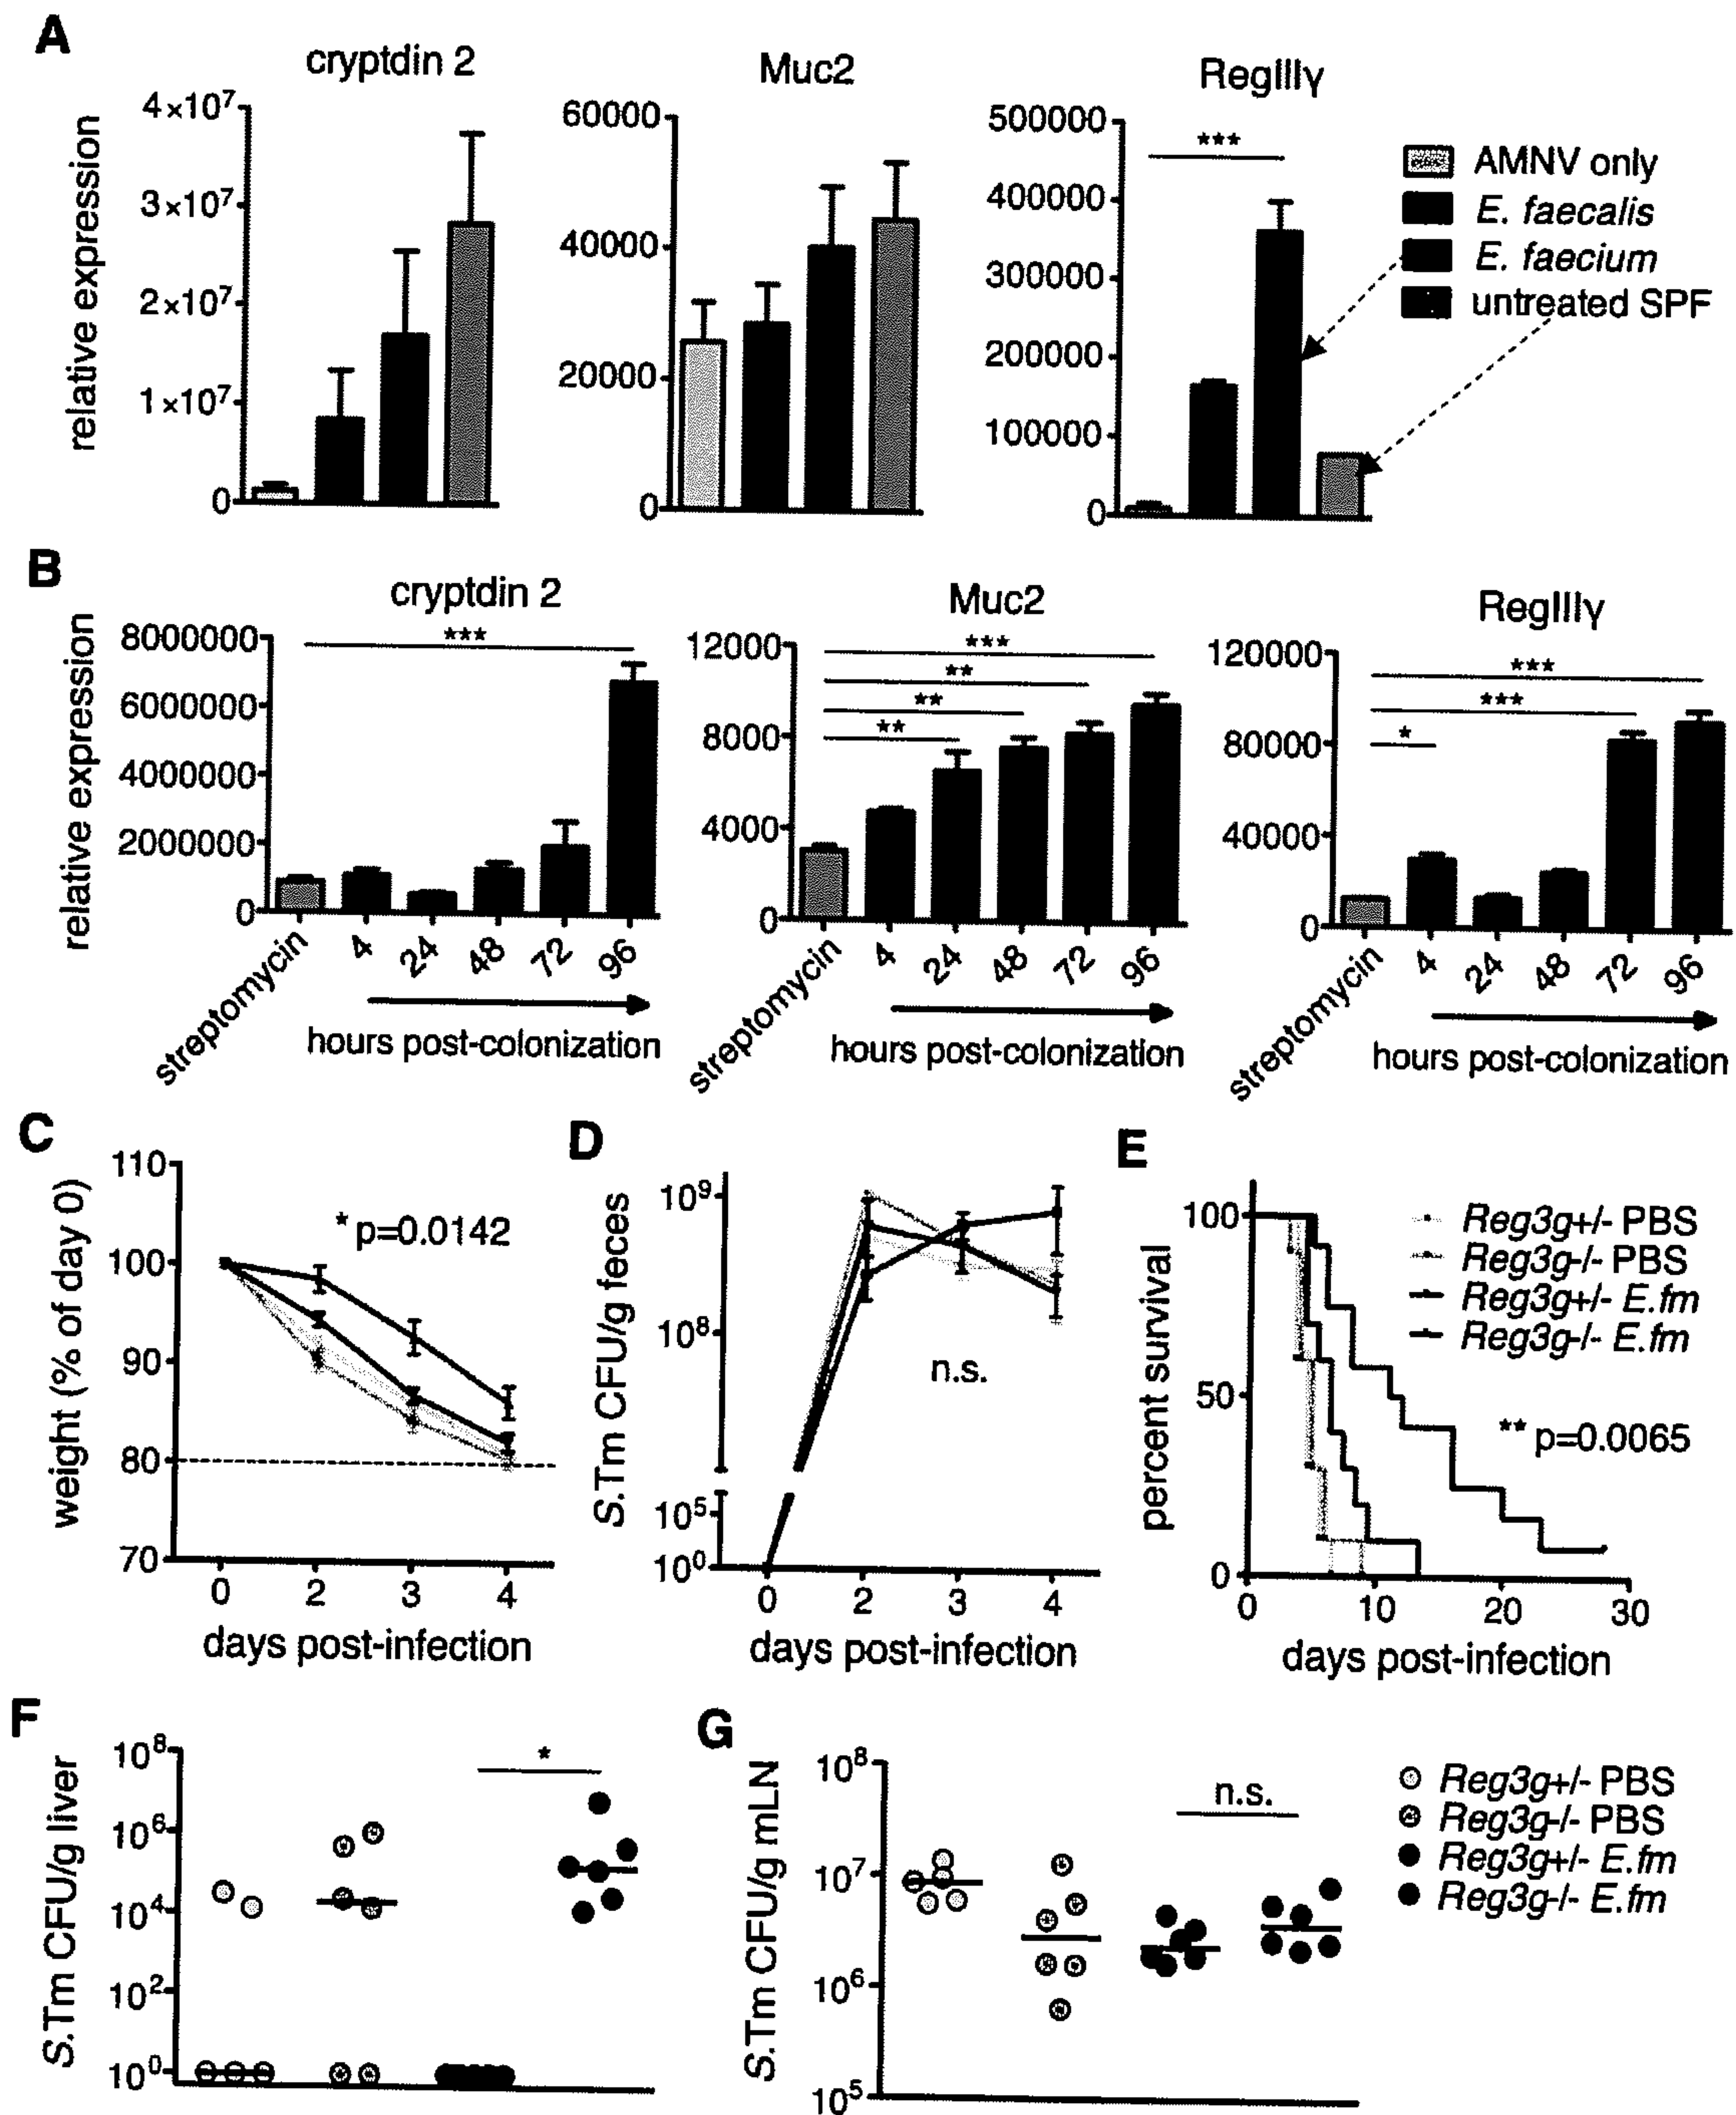 A
cryptdin 2
Muc2
RegIIIγ
relative expression
4×10⁷
3×10⁷
2×10⁷
1×10⁷
0
60000
40000
20000
0
500000
400000
300000
200000
100000
0
***
AMNV only
E. faecalis
E. faecium
untreated SPF
B
cryptdin 2
Muc2
RegIIIγ
relative expression
8000000
6000000
4000000
2000000
0
***
streptomycin
4
24
48
72
96
hours post-colonization
12000
8000
4000
0
***
**
**
**
streptomycin
4
24
48
72
96
hours post-colonization
120000
80000
40000
0
***
***
*
streptomycin
4
24
48
72
96
hours post-colonization
C
weight (% of day 0)
110
100
90
80
70
* p=0.0142
0
2
3
4
days post-infection
D
S.Tm CFU/g feces
10⁹
10⁸
10⁵
10⁰
n.s.
0
2
3
4
days post-infection
E
percent survival
100
50
0
Reg3g+/- PBS
Reg3g-/- PBS
Reg3g+/- E.fm
Reg3g-/- E.fm
** p=0.0065
0
10
20
30
days post-infection
F
S.Tm CFU/g liver
10⁸
10⁶
10⁴
10²
10⁰
*
G
S.Tm CFU/g mLN
10⁸
10⁷
10⁶
10⁵
n.s.
Reg3g+/- PBS
Reg3g-/- PBS
Reg3g+/- E.fm
Reg3g-/- E.fm